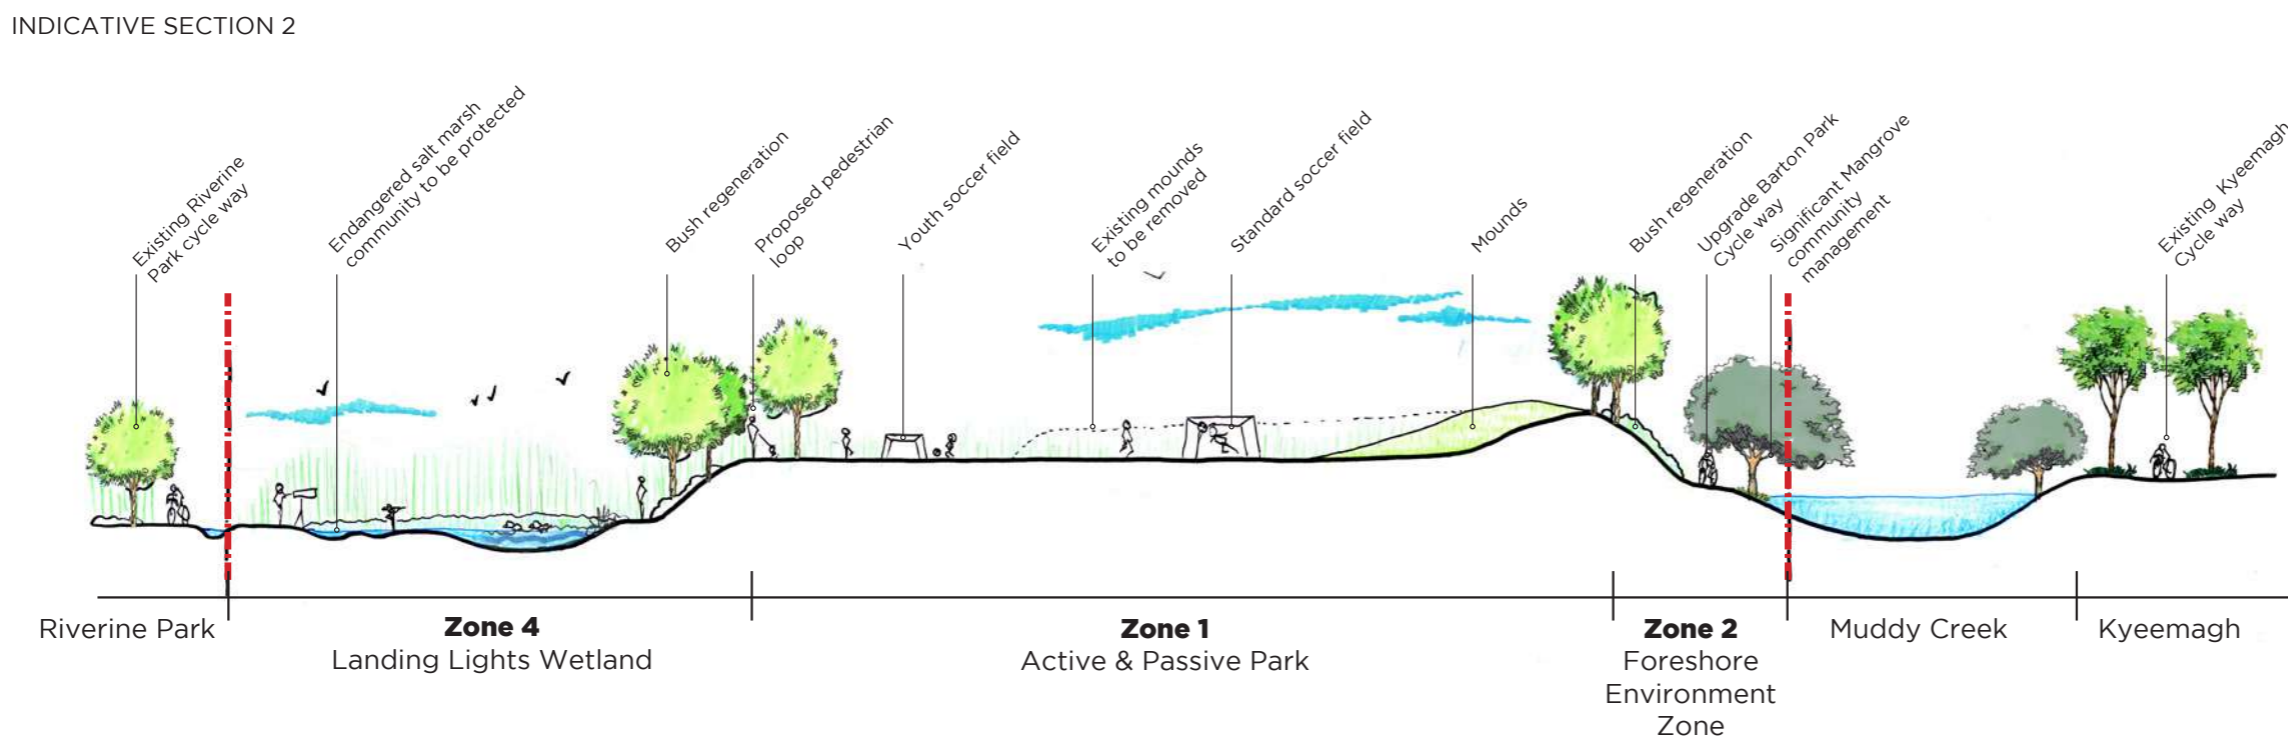 INDICATIVE SECTION 2
Existing Riverine
Park cycle way
Endangered salt marsh
community to be protected
Bush regeneration
Proposed pedestrian
loop
Youth soccer field
Existing mounds
to be removed
Standard soccer field
Mounds
Bush regeneration
Upgrade Barton Park
Cycle way
Significant Mangrove
community
management
Existing Kyeemagh
Cycle way
Riverine Park
Zone 4
Landing Lights Wetland
Zone 1
Active & Passive Park
Zone 2
Foreshore
Environment
Zone
Muddy Creek
Kyeemagh